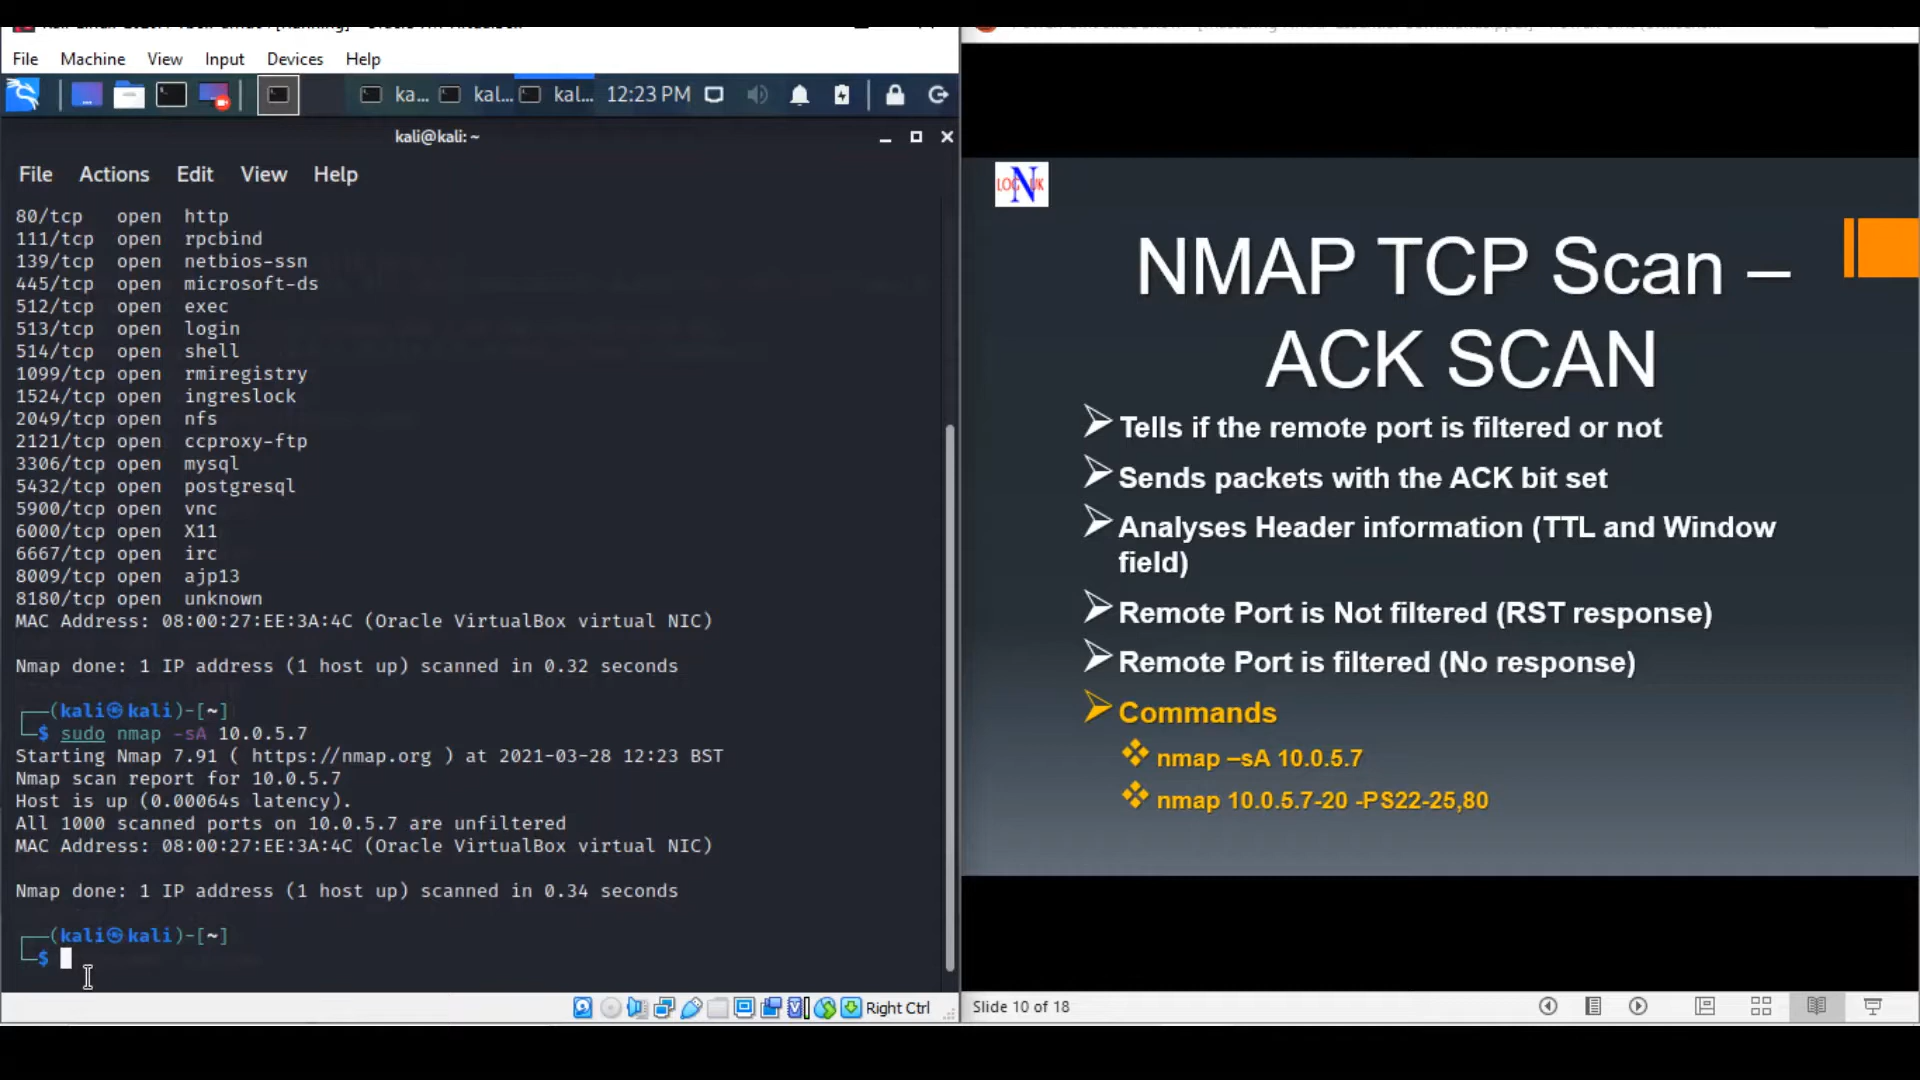 File Machine View Input Devices Help
ka... kal... kal... 12:23 PM
kali@kali: ~
File Actions Edit View Help
80/tcp open http
111/tcp open rpcbind
139/tcp open netbios-ssn
445/tcp open microsoft-ds
512/tcp open exec
513/tcp open login
514/tcp open shell
1099/tcp open rmiregistry
1524/tcp open ingreslock
2049/tcp open nfs
2121/tcp open ccproxy-ftp
3306/tcp open mysql
5432/tcp open postgresql
5900/tcp open vnc
6000/tcp open X11
6667/tcp open irc
8009/tcp open ajp13
8180/tcp open unknown
MAC Address: 08:00:27:EE:3A:4C (Oracle VirtualBox virtual NIC)
Nmap done: 1 IP address (1 host up) scanned in 0.32 seconds
(kali㉿kali)-[~]
$ sudo nmap -sA 10.0.5.7
Starting Nmap 7.91 ( https://nmap.org ) at 2021-03-28 12:23 BST
Nmap scan report for 10.0.5.7
Host is up (0.00064s latency).
All 1000 scanned ports on 10.0.5.7 are unfiltered
MAC Address: 08:00:27:EE:3A:4C (Oracle VirtualBox virtual NIC)
Nmap done: 1 IP address (1 host up) scanned in 0.34 seconds
(kali㉿kali)-[~]
$
Right Ctrl
LOG N UK
NMAP TCP Scan –
ACK SCAN
Tells if the remote port is filtered or not
Sends packets with the ACK bit set
Analyses Header information (TTL and Window
field)
Remote Port is Not filtered (RST response)
Remote Port is filtered (No response)
Commands
nmap –sA 10.0.5.7
nmap 10.0.5.7-20 -PS22-25,80
Slide 10 of 18